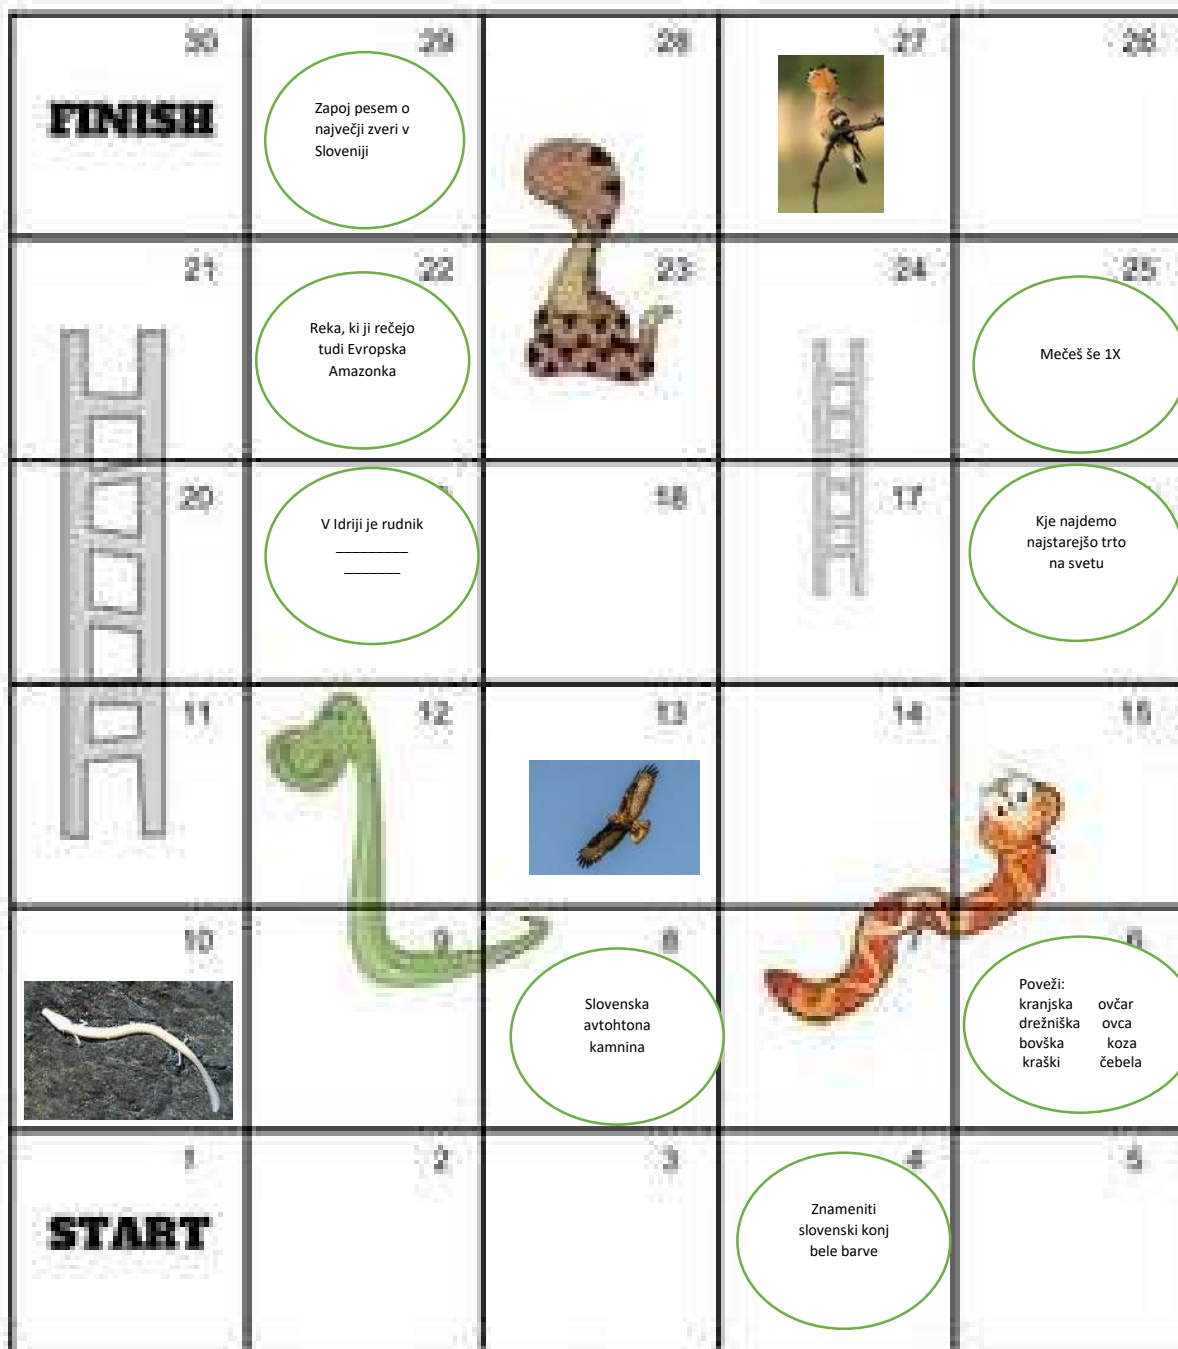 30
29
28
27
26
FINISH
Zapoj pesem o
največji zveri v
Sloveniji
21
22
23
24
25
Reka, ki ji rečejo
tudi Evropska
Amazonka
Mečeš še 1X
20
18
17
V Idriji je rudnik
_________
_______
Kje najdemo
najstarejšo trto
na svetu
11
12
13
14
15
10
9
8
6
Slovenska
avtohtona
kamnina
Poveži:
kranjska ovčar
drežniška ovca
bovška koza
kraški čebela
1
2
3
4
5
START
Znameniti
slovenski konj
bele barve